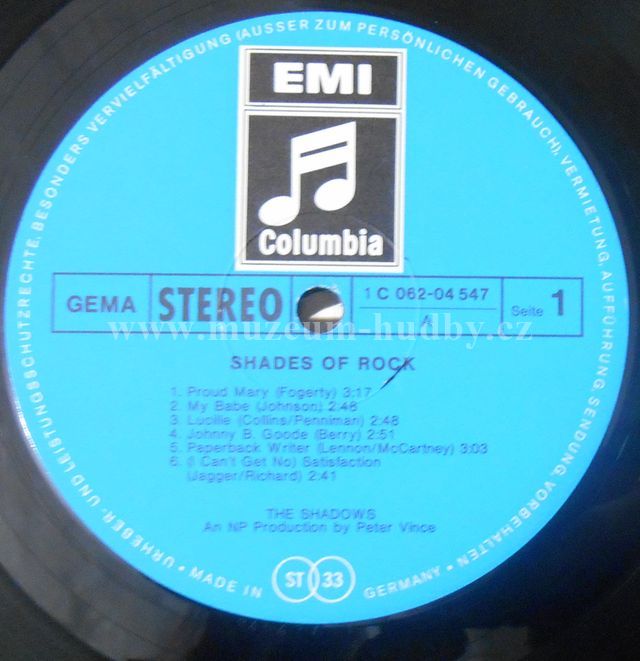 URHEBER- UND LEISTUNGSSCHUTZRECHTE, BESONDERS VERVIELFÄLTIGUNG (AUSSER ZUM PERSÖNLICHEN GEBRAUCH), VERMIETUNG, AUFFÜHRUNG, SENDUNG VORBEHALTEN
EMI
Columbia
GEMA STEREO 1 C 062-04 547 Seite 1
A
www.muzeum-hudby.cz
SHADES OF ROCK
1. Proud Mary (Fogerty) 3:17
2. My Babe (Johnson) 2:48
3. Lucille (Collins/Penniman) 2:48
4. Johnny B. Goode (Berry) 2:51
5. Paperback Writer (Lennon/McCartney) 3:03
6. (I Can't Get No) Satisfaction
(Jagger/Richard) 2:41
THE SHADOWS
An NP Production by Peter Vince
• MADE IN ST 33 GERMANY •